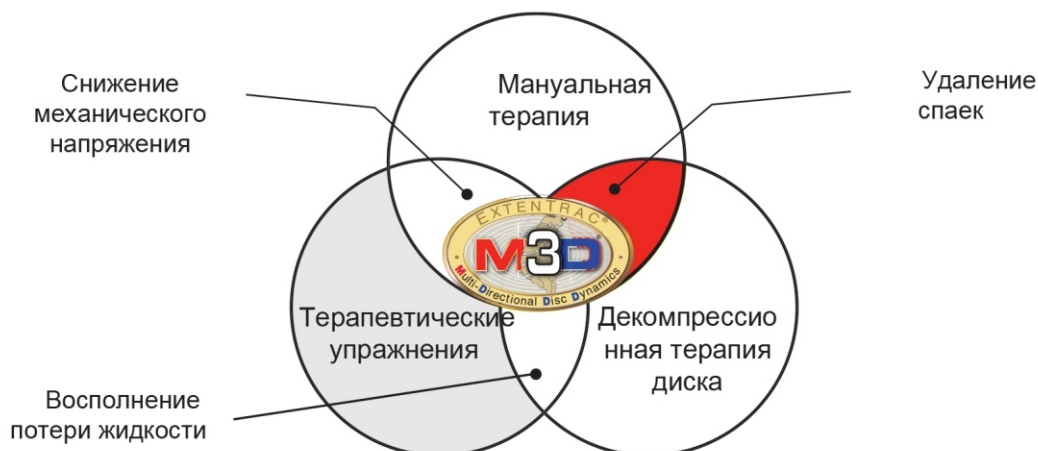 Снижение
механического
напряжения
Мануальная
терапия
Удаление
спаек
EXTENTRAC®
M3D
Multi-Directional Disc Dynamics
Терапевтические
упражнения
Декомпрессио
нная терапия
диска
Восполнение
потери жидкости